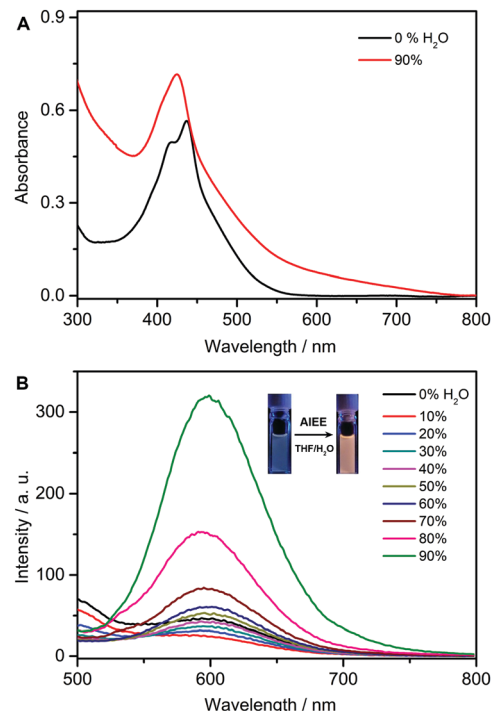 A
0.9
0.6
0.3
0.0
Absorbance
0 % H₂O
90%
300 400 500 600 700 800
Wavelength / nm
B
300
200
100
0
Intensity / a. u.
AIEE
THF/H₂O
0% H₂O
10%
20%
30%
40%
50%
60%
70%
80%
90%
500 600 700 800
Wavelength / nm